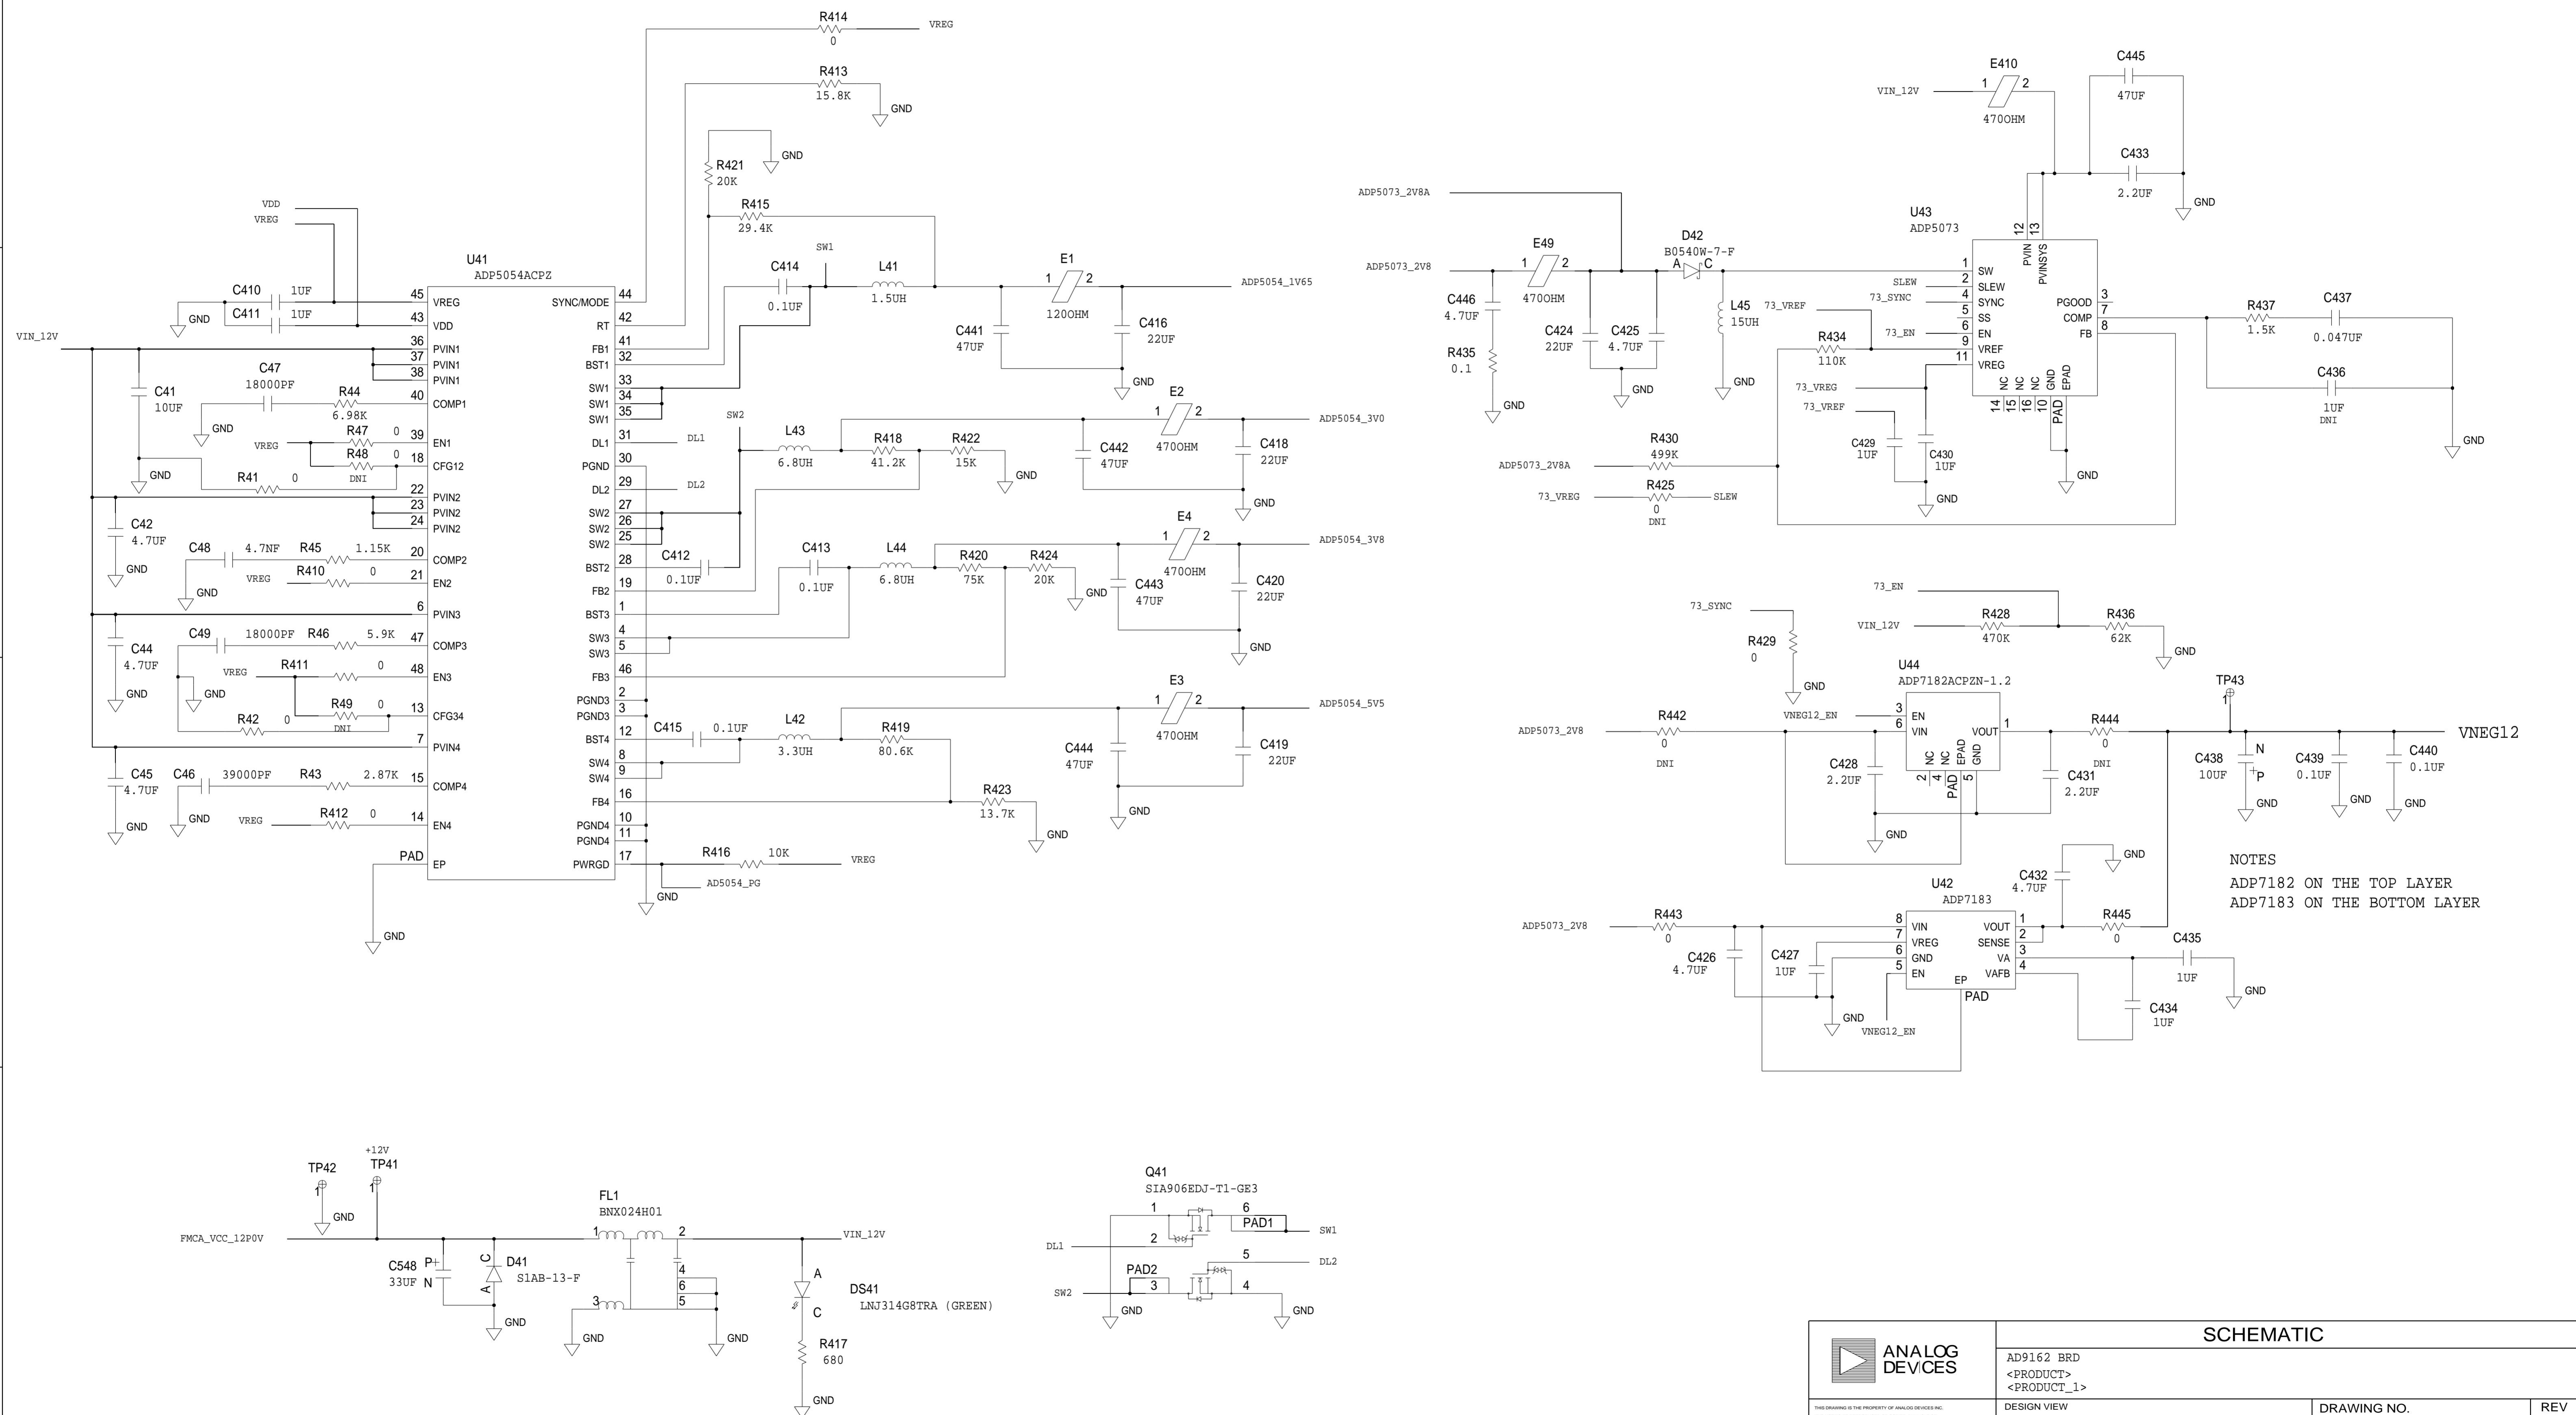 R414
0
VREG
R413
15.8K
GND
R421
20K
GND
R415
29.4K
VDD
VREG
U41
ADP5054ACPZ
C410 1UF
C411 1UF
GND
VIN_12V
C41
10UF
GND
C47
18000PF
R44
6.98K
GND
VREG
R47 0
R48 0
DNI
R41 0
C42
4.7UF
GND
C48 4.7NF R45 1.15K
VREG R410 0
GND
C44
4.7UF
GND
C49 18000PF R46 5.9K
VREG R411 0
GND
R49 0
DNI
R42 0
C45
4.7UF
GND
C46 39000PF R43 2.87K
GND
VREG R412 0
GND
45 VREG
43 VDD
36 PVIN1
37 PVIN1
38 PVIN1
40 COMP1
39 EN1
18 CFG12
22 PVIN2
23 PVIN2
24 PVIN2
20 COMP2
21 EN2
6 PVIN3
47 COMP3
48 EN3
13 CFG34
7 PVIN4
15 COMP4
14 EN4
PAD EP
SYNC/MODE 44
RT 42
FB1 41
BST1 32
SW1 33
SW1 34
SW1 35
DL1 31 DL1
PGND 30
DL2 29 DL2
SW2 27
SW2 26
SW2 25
BST2 28
FB2 19
BST3 1
SW3 4
SW3 5
FB3 46
PGND3 2
PGND3 3
BST4 12
SW4 8
SW4 9
FB4 16
PGND4 10
PGND4 11
PWRGD 17
R416 10K VREG
AD5054_PG
GND
SW1
C414
0.1UF
L41
1.5UH
C441
47UF
E1
1 2
120OHM
C416
22UF
ADP5054_1V65
GND
SW2
L43
6.8UH
R418
41.2K
R422
15K
GND
C442
47UF
E2
1 2
470OHM
C418
22UF
ADP5054_3V0
GND
C412
0.1UF
C413
0.1UF
L44
6.8UH
R420
75K
R424
20K
GND
C443
47UF
E4
1 2
470OHM
C420
22UF
ADP5054_3V8
GND
C415 0.1UF
L42
3.3UH
R419
80.6K
R423
13.7K
GND
C444
47UF
E3
1 2
470OHM
C419
22UF
ADP5054_5V5
GND
VIN_12V
E410
1 2
470OHM
C445
47UF
C433
2.2UF
GND
ADP5073_2V8A
ADP5073_2V8
E49
1 2
470OHM
D42
B0540W-7-F
A C
C446
4.7UF
R435
0.1
GND
C424
22UF
C425
4.7UF
GND
L45
15UH
GND
U43
ADP5073
12 PVIN
13 PVINSYS
1 SW
2 SLEW
4 SYNC
5 SS
6 EN
9 VREF
11 VREG
PGOOD 3
COMP 7
FB 8
14 NC
15 NC
16 NC
10 GND
PAD EPAD
GND
SLEW
73_SYNC
73_EN
73_VREF
R434
110K
73_VREG
73_VREF
C429
1UF
C430
1UF
GND
R437
1.5K
C437
0.047UF
C436
1UF
DNI
GND
ADP5073_2V8A
R430
499K
73_VREG
R425
0
DNI
SLEW
73_SYNC
R429
0
GND
73_EN
VIN_12V
R428
470K
R436
62K
GND
U44
ADP7182ACPZN-1.2
VNEG12_EN
3 EN
6 VIN
VOUT 1
2 NC
4 NC
PAD EPAD
5 GND
ADP5073_2V8
R442
0
DNI
C428
2.2UF
GND
C431
2.2UF
R444
0
DNI
TP43
1
VNEG12
C438
10UF
N
+P
GND
C439
0.1UF
GND
C440
0.1UF
GND
NOTES
ADP7182 ON THE TOP LAYER
ADP7183 ON THE BOTTOM LAYER
C432
4.7UF
GND
U42
ADP7183
8 VIN
7 VREG
6 GND
5 EN
VOUT 1
SENSE 2
VA 3
VAFB 4
EP
PAD
ADP5073_2V8
R443
0
C426
4.7UF
C427
1UF
GND
VNEG12_EN
R445
0
C435
1UF
GND
C434
1UF
TP42
1
GND
+12V
TP41
1
FMCA_VCC_12P0V
C548
33UF
P+
N
C
D41
S1AB-13-F
A
GND
FL1
BNX024H01
1
2
3
4
6
5
GND
GND
VIN_12V
A
DS41
LNJ314G8TRA (GREEN)
C
R417
680
GND
Q41
SIA906EDJ-T1-GE3
1
6
PAD1
SW1
2
DL1
GND
5
DL2
PAD2
3
4
SW2
GND
ANALOG
DEVICES
SCHEMATIC
AD9162 BRD
<PRODUCT>
<PRODUCT_1>
THIS DRAWING IS THE PROPERTY OF ANALOG DEVICES INC.
DESIGN VIEW
DRAWING NO.
REV